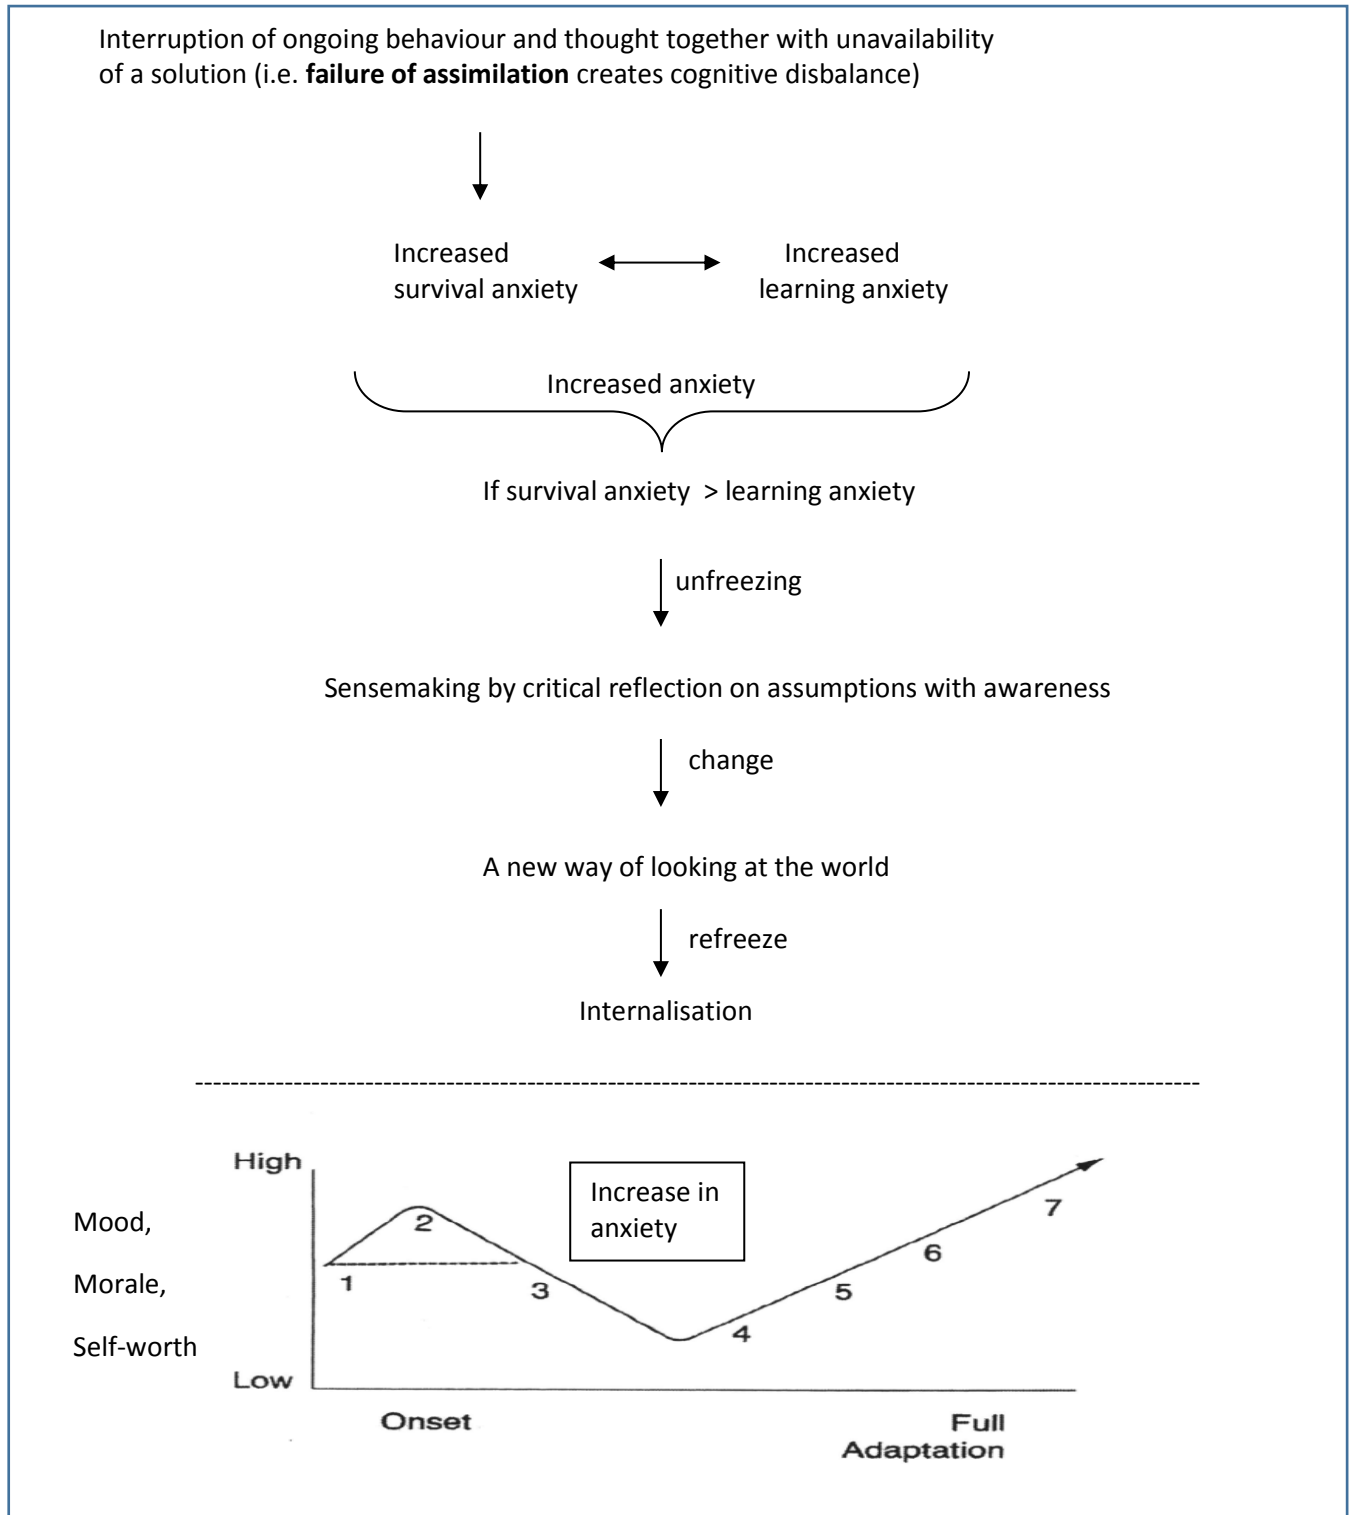 Interruption of ongoing behaviour and thought together with unavailability
of a solution (i.e. failure of assimilation creates cognitive disbalance)
Increased
survival anxiety
Increased
learning anxiety
Increased anxiety
If survival anxiety > learning anxiety
unfreezing
Sensemaking by critical reflection on assumptions with awareness
change
A new way of looking at the world
refreeze
Internalisation
High
Mood,
Morale,
Self-worth
Low
Increase in
anxiety
1
2
3
4
5
6
7
Onset
Full
Adaptation